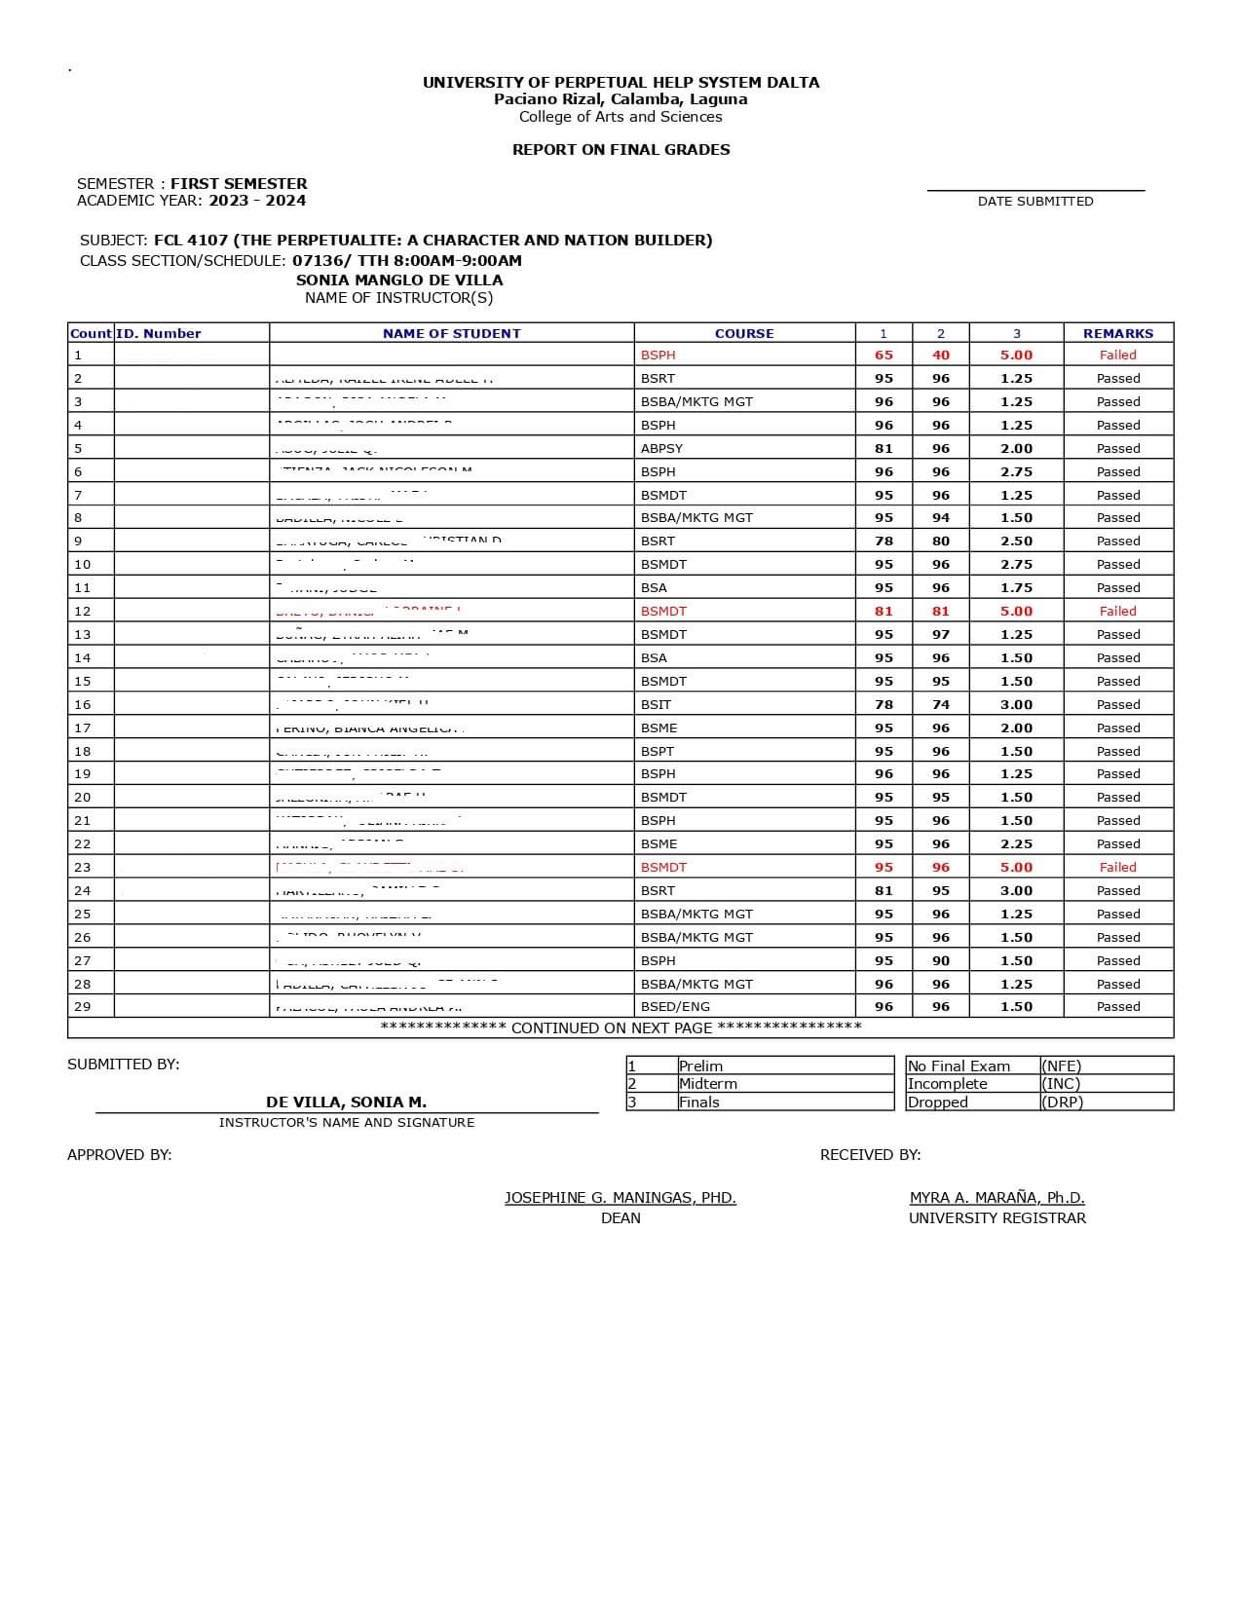 .
UNIVERSITY OF PERPETUAL HELP SYSTEM DALTA
Paciano Rizal, Calamba, Laguna
College of Arts and Sciences
REPORT ON FINAL GRADES
SEMESTER : FIRST SEMESTER
ACADEMIC YEAR: 2023 - 2024
DATE SUBMITTED
SUBJECT: FCL 4107 (THE PERPETUALITE: A CHARACTER AND NATION BUILDER)
CLASS SECTION/SCHEDULE: 07136/ TTH 8:00AM-9:00AM
SONIA MANGLO DE VILLA
NAME OF INSTRUCTOR(S)
Count ID. Number NAME OF STUDENT COURSE 1 2 3 REMARKS
1 BSPH 65 40 5.00 Failed
2 BSRT 95 96 1.25 Passed
3 BSBA/MKTG MGT 96 96 1.25 Passed
4 BSPH 96 96 1.25 Passed
5 ABPSY 81 96 2.00 Passed
6 BSPH 96 96 2.75 Passed
7 BSMDT 95 96 1.25 Passed
8 BSBA/MKTG MGT 95 94 1.50 Passed
9 BSRT 78 80 2.50 Passed
10 BSMDT 95 96 2.75 Passed
11 BSA 95 96 1.75 Passed
12 BSMDT 81 81 5.00 Failed
13 BSMDT 95 97 1.25 Passed
14 BSA 95 96 1.50 Passed
15 BSMDT 95 95 1.50 Passed
16 BSIT 78 74 3.00 Passed
17 BSME 95 96 2.00 Passed
18 BSPT 95 96 1.50 Passed
19 BSPH 96 96 1.25 Passed
20 BSMDT 95 95 1.50 Passed
21 BSPH 95 96 1.50 Passed
22 BSME 95 96 2.25 Passed
23 BSMDT 95 96 5.00 Failed
24 BSRT 81 95 3.00 Passed
25 BSBA/MKTG MGT 95 96 1.25 Passed
26 BSBA/MKTG MGT 95 96 1.50 Passed
27 BSPH 95 90 1.50 Passed
28 BSBA/MKTG MGT 96 96 1.25 Passed
29 BSED/ENG 96 96 1.50 Passed
************** CONTINUED ON NEXT PAGE ****************
SUBMITTED BY:
1 Prelim No Final Exam (NFE)
2 Midterm Incomplete (INC)
3 Finals Dropped (DRP)
DE VILLA, SONIA M.
INSTRUCTOR'S NAME AND SIGNATURE
APPROVED BY: RECEIVED BY:
JOSEPHINE G. MANINGAS, PHD. MYRA A. MARAÑA, Ph.D.
DEAN UNIVERSITY REGISTRAR